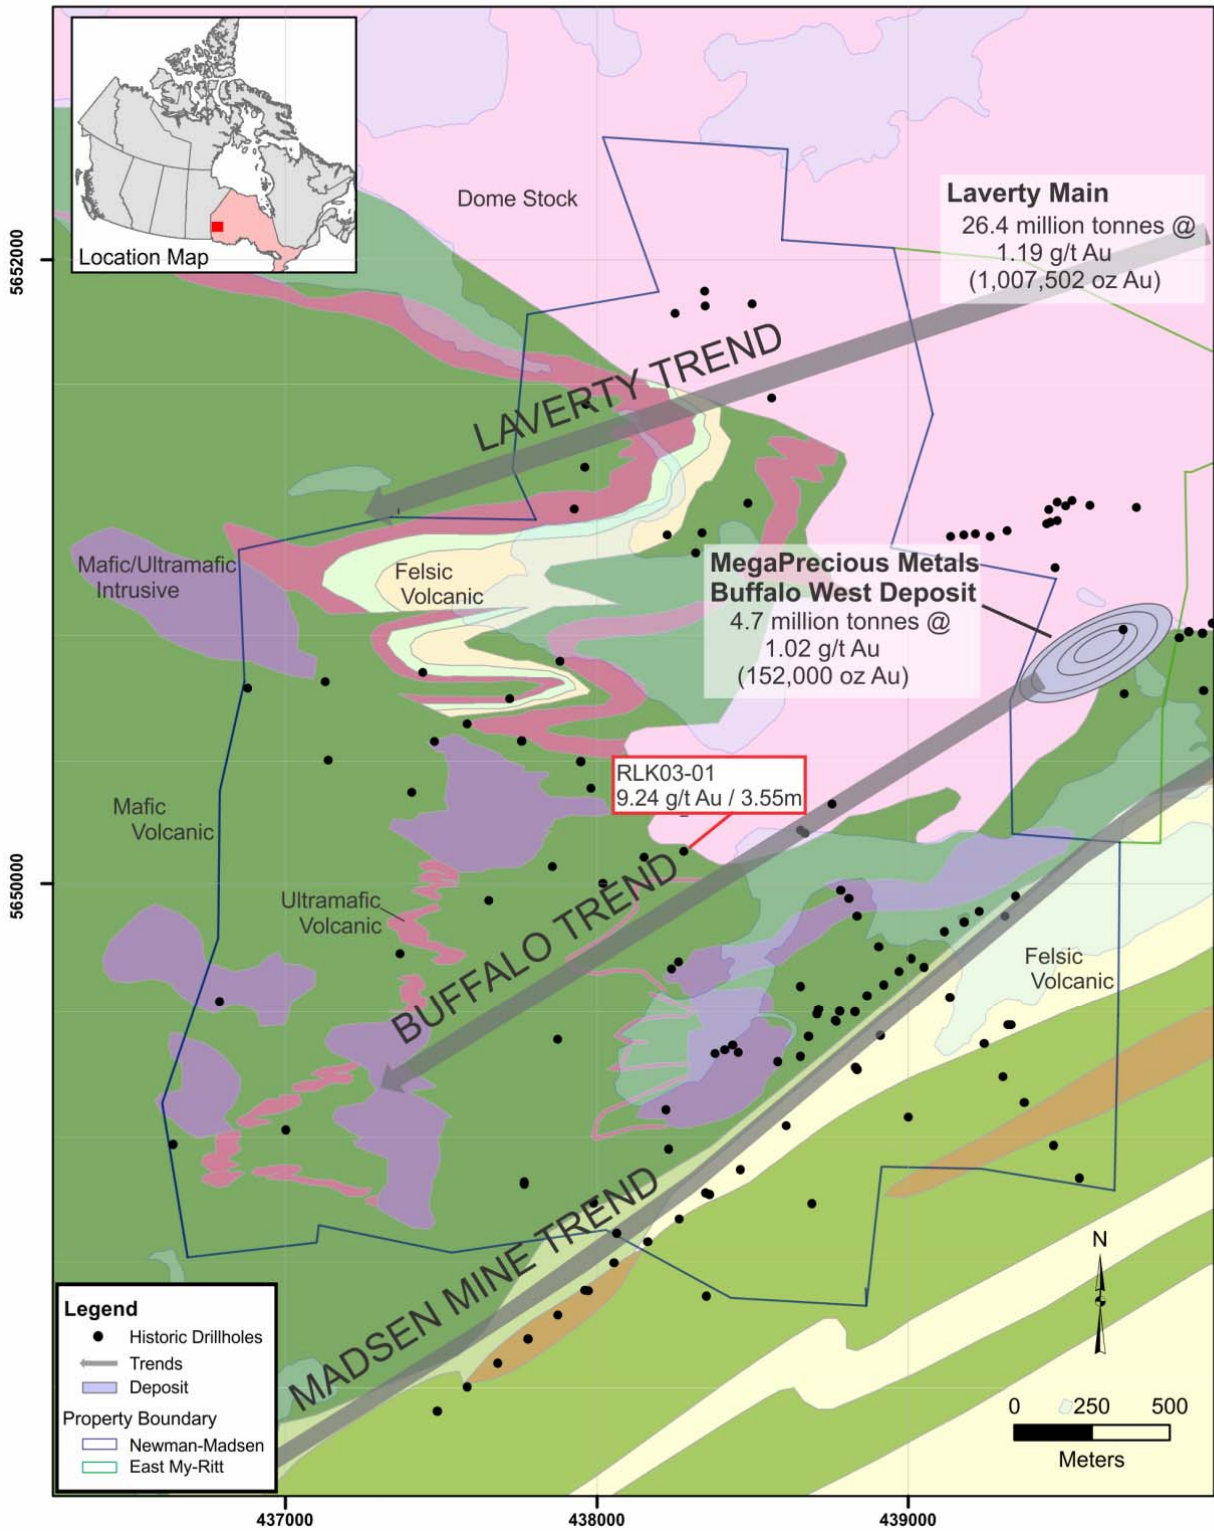 Location Map
5652000
5650000
Dome Stock
Laverty Main
26.4 million tonnes @
1.19 g/t Au
(1,007,502 oz Au)
LAVERTY TREND
Mafic/Ultramafic
Intrusive
Felsic
Volcanic
MegaPrecious Metals
Buffalo West Deposit
4.7 million tonnes @
1.02 g/t Au
(152,000 oz Au)
RLK03-01
9.24 g/t Au / 3.55m
Mafic
Volcanic
Ultramafic
Volcanic
BUFFALO TREND
Felsic
Volcanic
MADSEN MINE TREND
N
Legend
Historic Drillholes
Trends
Deposit
Property Boundary
Newman-Madsen
East My-Ritt
0 250 500
Meters
437000 438000 439000